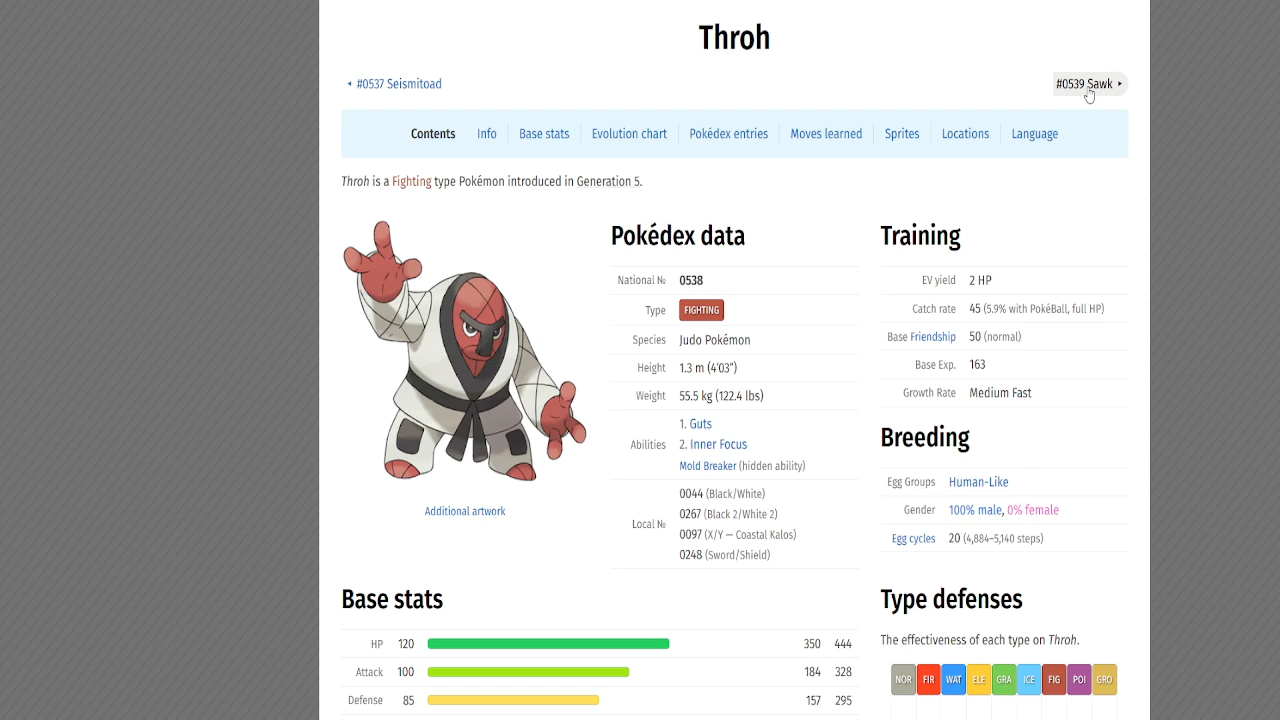 Throh
#0537 Seismitoad
#0539 Sawk
Contents Info Base stats Evolution chart Pokédex entries Moves learned Sprites Locations Language
Throh is a Fighting type Pokémon introduced in Generation 5.
Additional artwork
Pokédex data
National № 0538
Type FIGHTING
Species Judo Pokémon
Height 1.3 m (4′03″)
Weight 55.5 kg (122.4 lbs)
Abilities
1. Guts
2. Inner Focus
Mold Breaker (hidden ability)
Local №
0044 (Black/White)
0267 (Black 2/White 2)
0097 (X/Y — Coastal Kalos)
0248 (Sword/Shield)
Training
EV yield 2 HP
Catch rate 45 (5.9% with PokéBall, full HP)
Base Friendship 50 (normal)
Base Exp. 163
Growth Rate Medium Fast
Breeding
Egg Groups Human-Like
Gender 100% male, 0% female
Egg cycles 20 (4,884–5,140 steps)
Base stats
HP 120 350 444
Attack 100 184 328
Defense 85 157 295
Type defenses
The effectiveness of each type on Throh.
NOR FIR WAT ELE GRA ICE FIG POI GRO